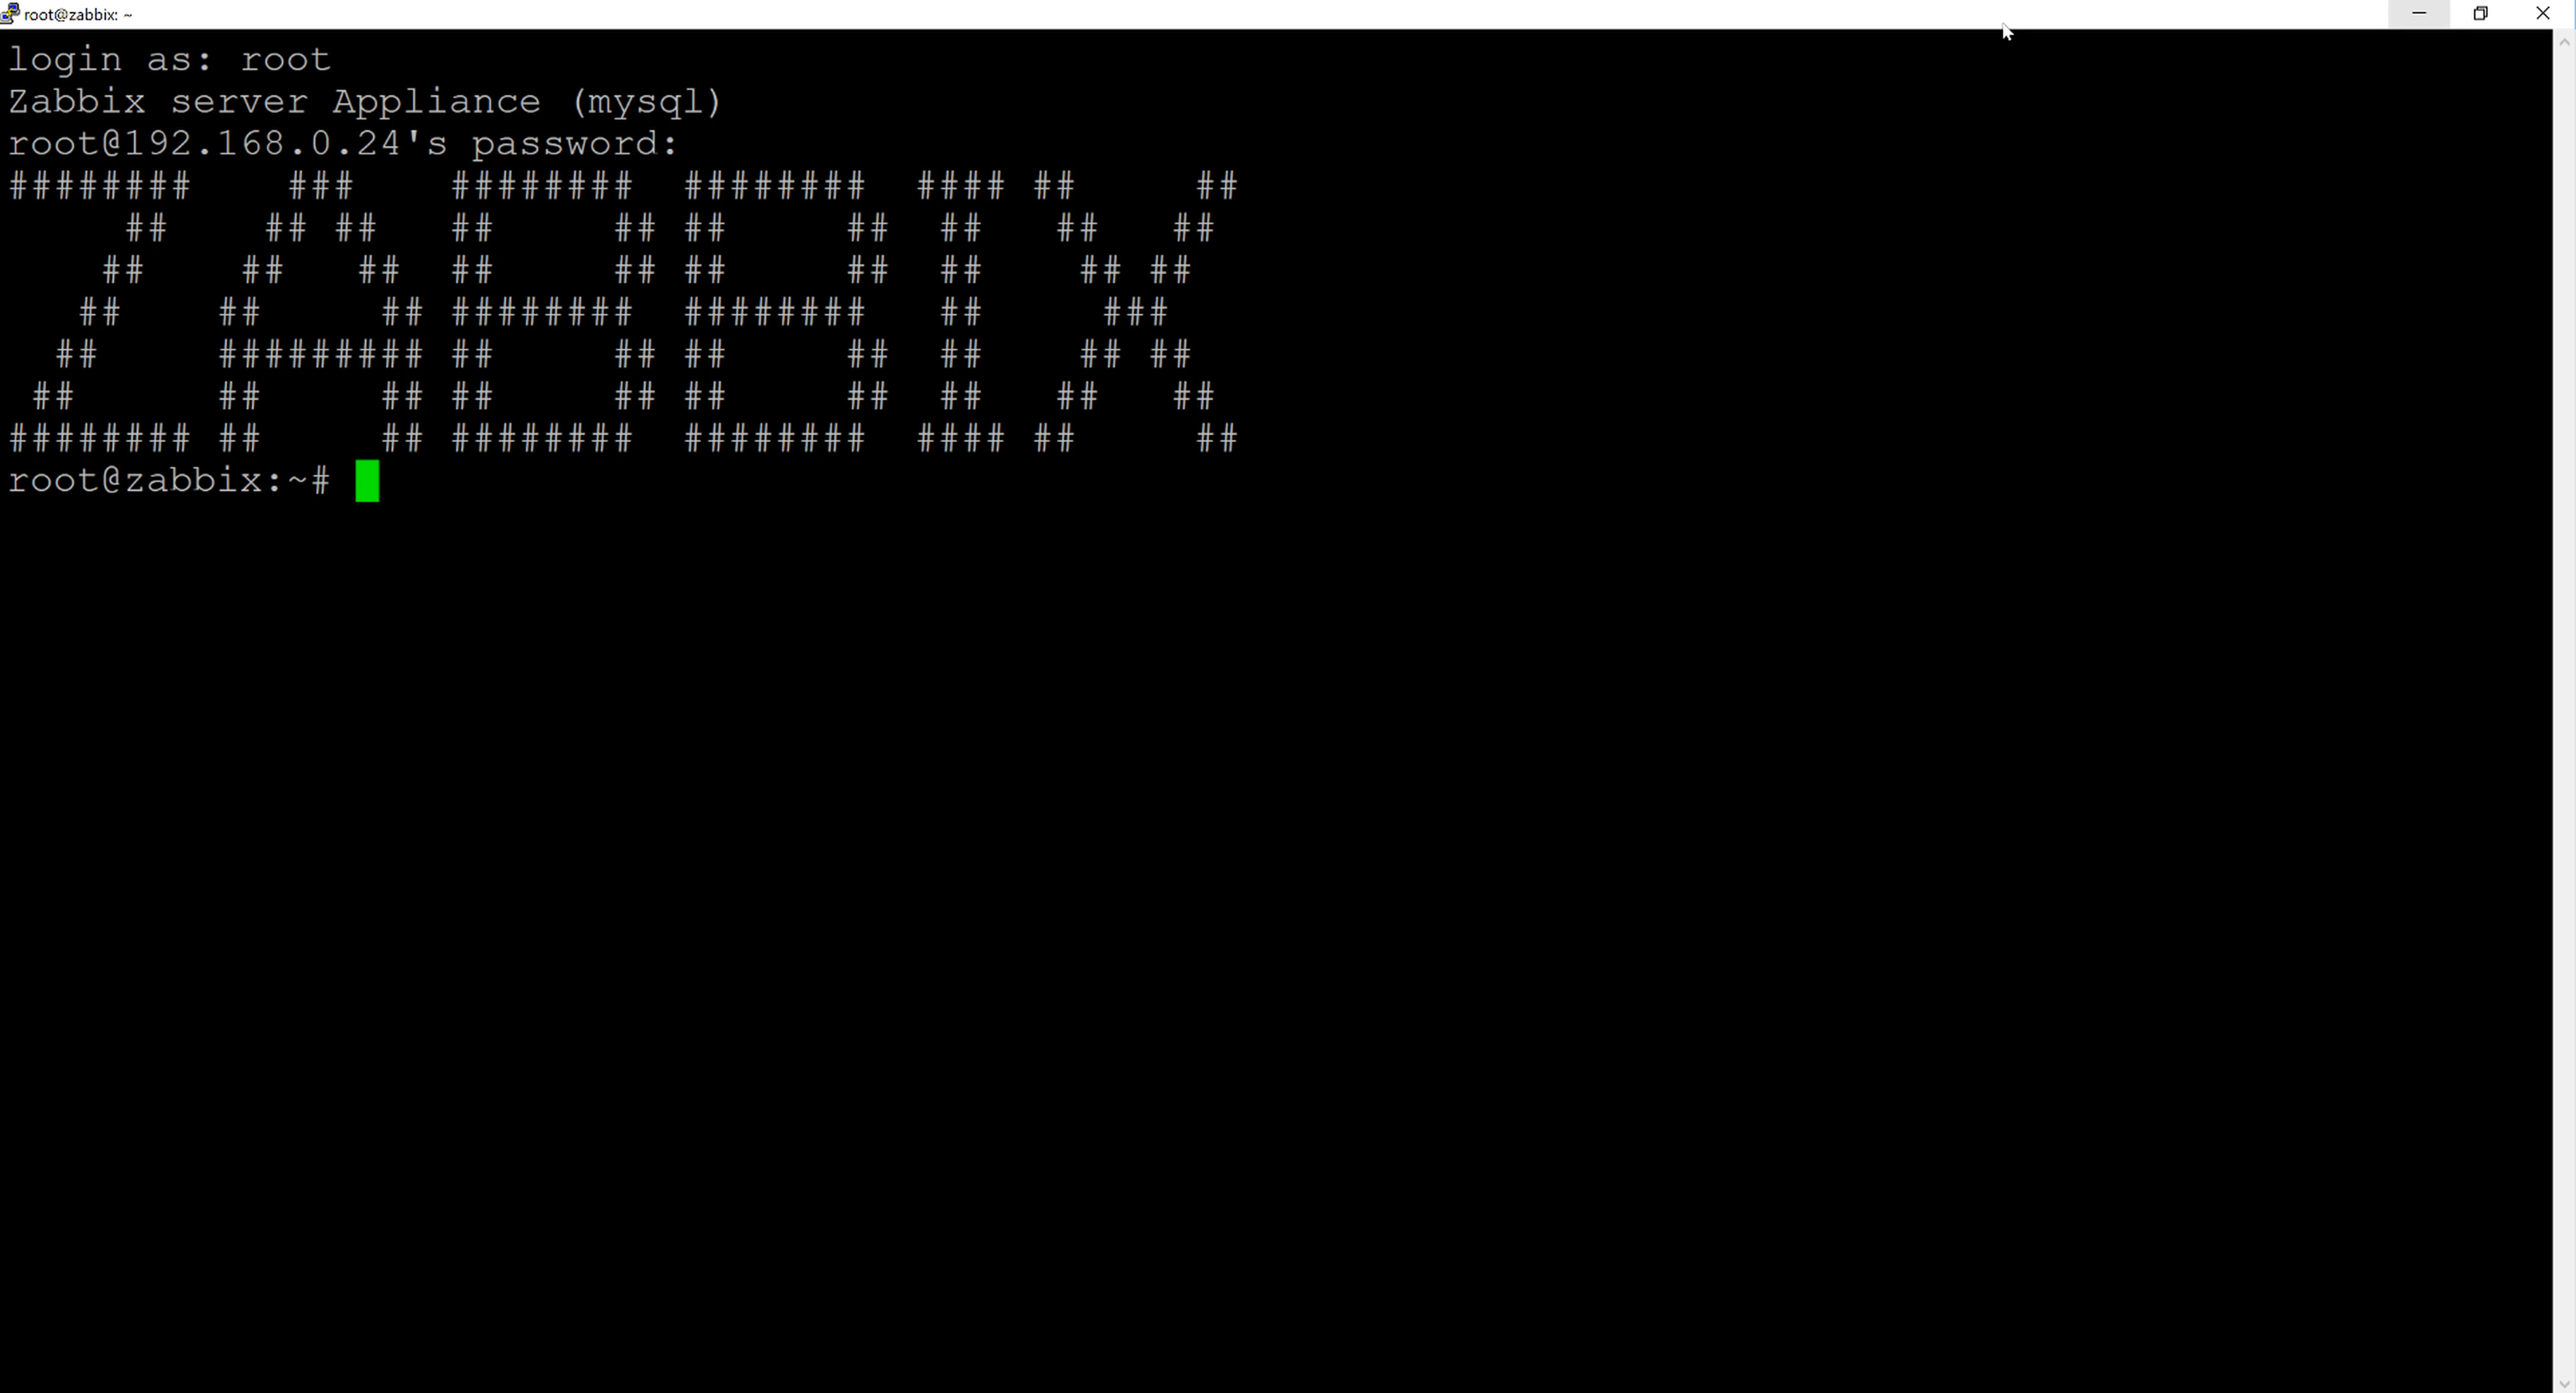 root@zabbix: ~
login as: root
Zabbix server Appliance (mysql)
root@192.168.0.24's password:
########    ###    ########  ########  #### ##     ##
     ##    ## ##   ##     ## ##     ##  ##   ##   ##
    ##    ##   ##  ##     ## ##     ##  ##    ## ##
   ##    ##     ## ########  ########   ##     ###
  ##     ######### ##     ## ##     ##  ##    ## ##
 ##      ##     ## ##     ## ##     ##  ##   ##   ##
######## ##     ## ########  ########  #### ##     ##
root@zabbix:~#